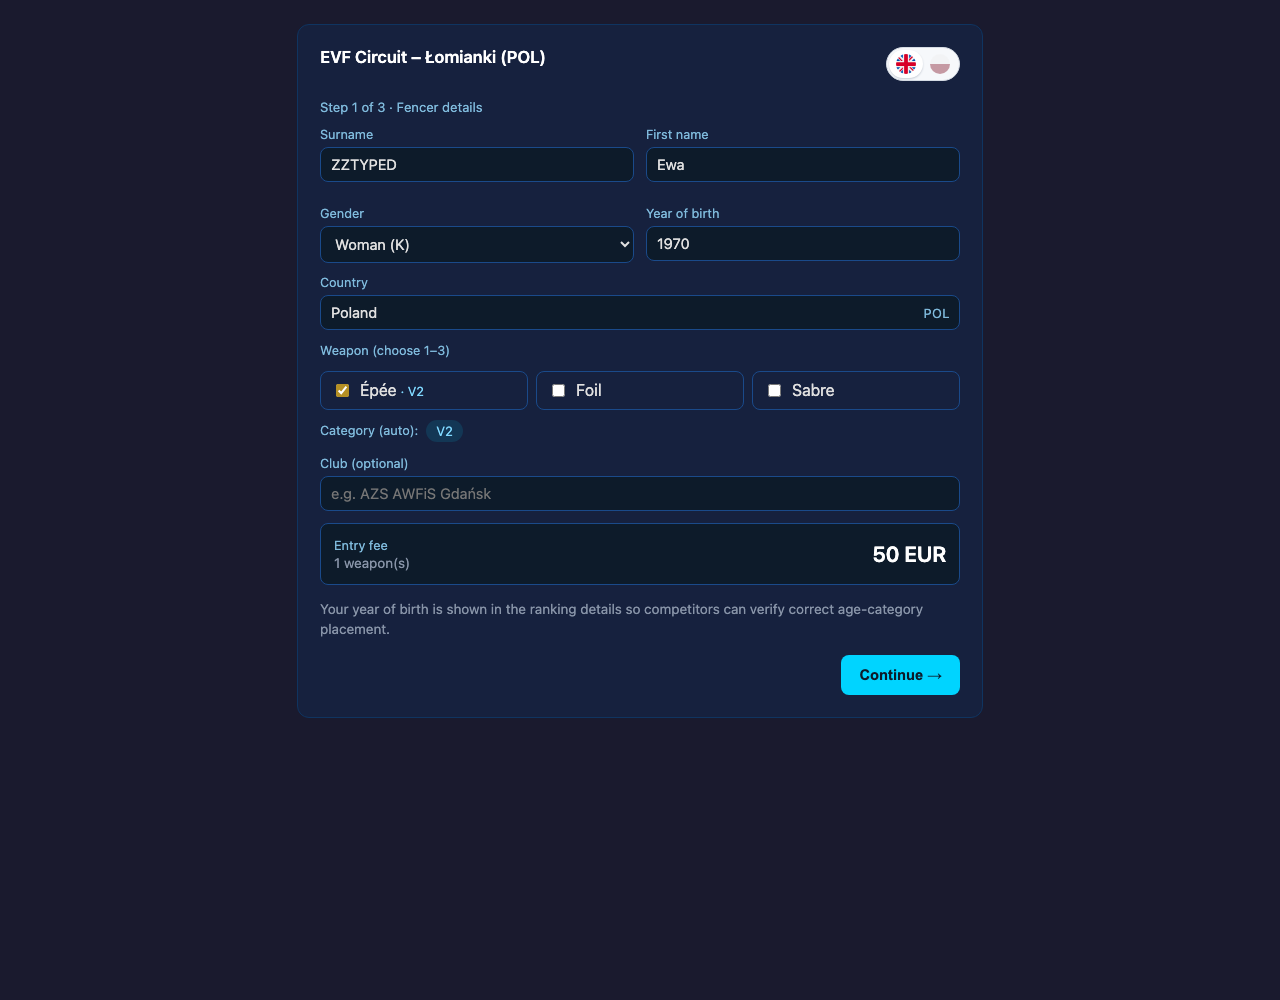 EVF Circuit – Łomianki (POL)
Step 1 of 3 · Fencer details
Surname
First name
ZZTYPED
Ewa
Gender
Year of birth
Woman (K)
1970
Country
Poland
POL
Weapon (choose 1–3)
Épée · V2
Foil
Sabre
Category (auto): V2
Club (optional)
e.g. AZS AWFiS Gdańsk
Entry fee
1 weapon(s)
50 EUR
Your year of birth is shown in the ranking details so competitors can verify correct age-category
placement.
Continue →